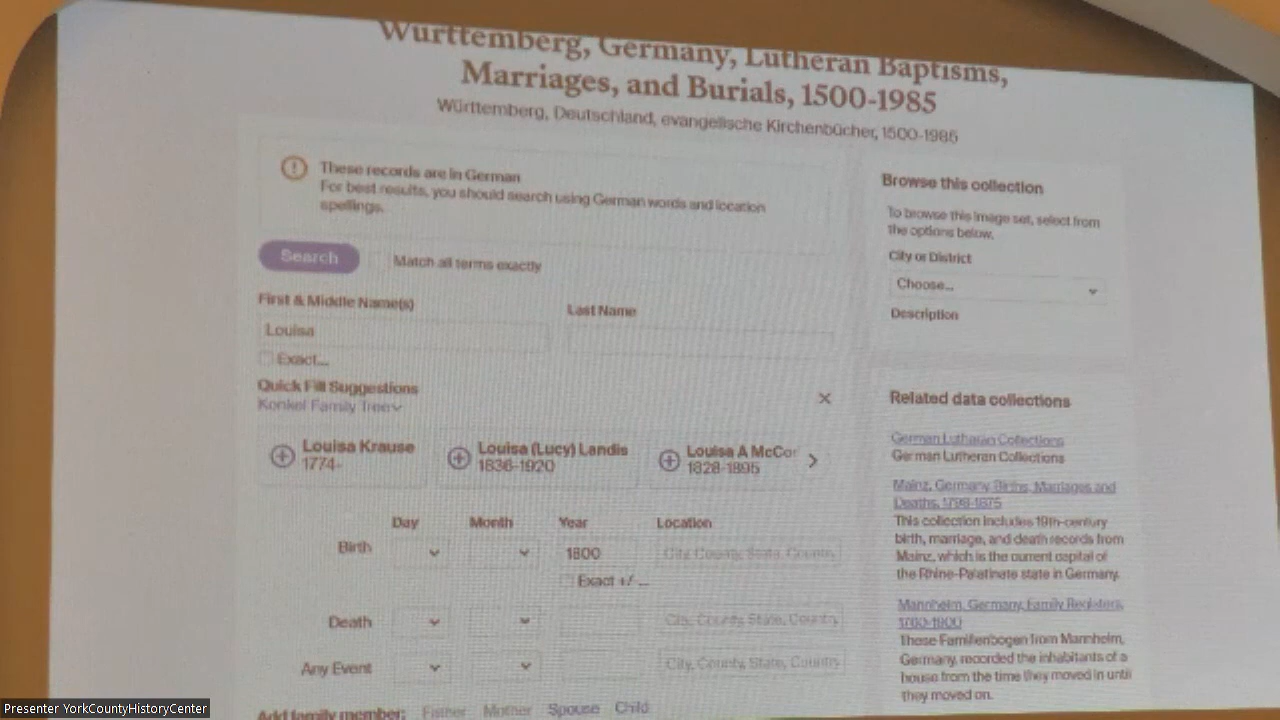 Wurttemberg, Germany, Lutheran Baptisms,
Marriages, and Burials, 1500-1985
Württemberg, Deutschland, evangelische Kirchenbücher, 1500-1985
These records are in German
For best results, you should search using German words and location
spellings.
Search
Match all terms exactly
First & Middle Name(s)
Last Name
Louisa
Exact...
Quick Fill Suggestions
Konkel Family Tree
Louisa Krause
1774-
Louisa (Lucy) Landis
1836-1920
Louisa A McCor
1828-1895
Day Month Year Location
Birth
1800
City, County, State, Country
Exact +/-...
Death
City, County, State, Country
Any Event
City, County, State, Country
Add family member: Father Mother Spouse Child
Browse this collection
To browse this image set, select from
the options below.
City or District
Choose...
Description
Related data collections
German Lutheran Collections
German Lutheran Collections
Mainz, Germany, Births, Marriages and
Deaths, 1798-1875
This collection includes 19th-century
birth, marriage, and death records from
Mainz, which is the current capital of
the Rhine-Palatinate state in Germany.
Mannheim, Germany, Family Registers,
1760-1900
These Familienbogen from Mannheim,
Germany, recorded the inhabitants of a
house from the time they moved in until
they moved on.
Presenter YorkCountyHistoryCenter